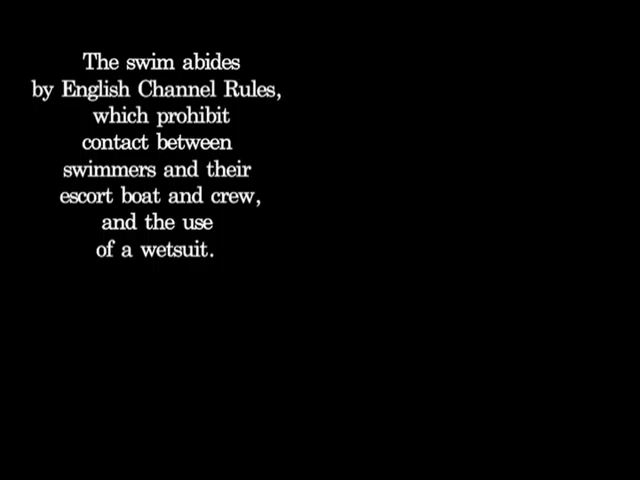 The swim abides
by English Channel Rules,
which prohibit
contact between
swimmers and their
escort boat and crew,
and the use
of a wetsuit.